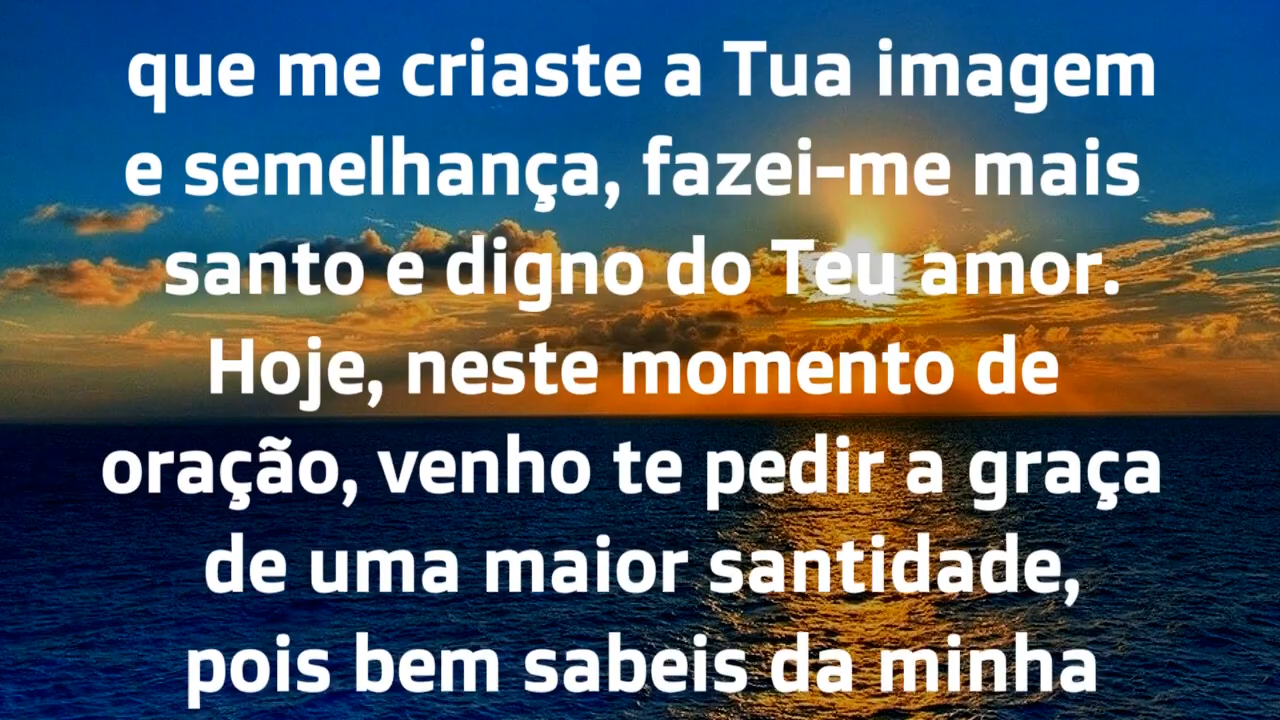 que me criaste a Tua imagem
e semelhança, fazei-me mais
santo e digno do Teu amor.
Hoje, neste momento de
oração, venho te pedir a graça
de uma maior santidade,
pois bem sabeis da minha